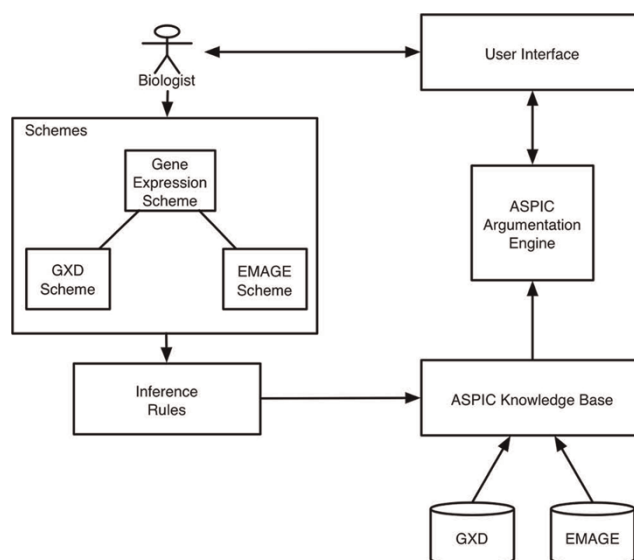 Biologist
User Interface
Schemes
Gene
Expression
Scheme
GXD
Scheme
EMAGE
Scheme
ASPIC
Argumentation
Engine
Inference
Rules
ASPIC Knowledge Base
GXD
EMAGE